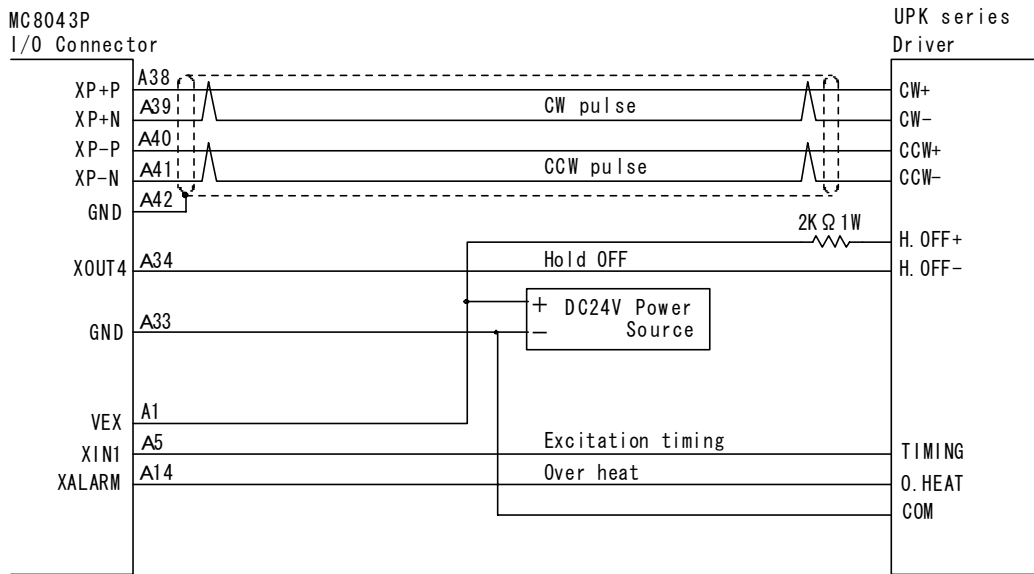 MC8043P
I/O Connector
UPK series
Driver
XP+P A38 CW+
XP+N A39 CW pulse CW-
XP-P A40 CCW+
XP-N A41 CCW pulse CCW-
GND A42
2KΩ1W
H.OFF+
XOUT4 A34 Hold OFF H.OFF-
+ DC24V Power
GND A33 - Source
VEX A1
XIN1 A5 Excitation timing TIMING
XALARM A14 Over heat O.HEAT
COM